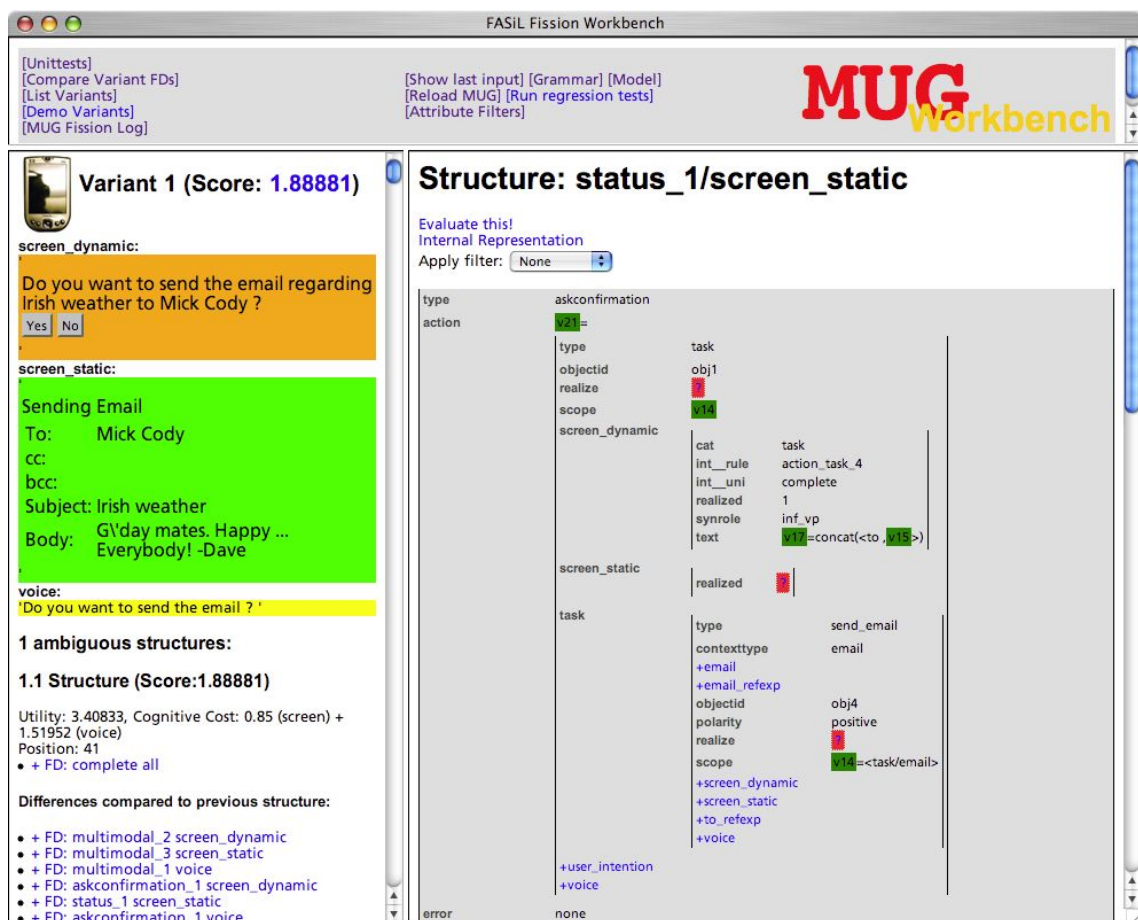 FASiL Fission Workbench
[Unittests]
[Compare Variant FDs]
[List Variants]
[Demo Variants]
[MUG Fission Log]
[Show last input] [Grammar] [Model]
[Reload MUG] [Run regression tests]
[Attribute Filters]
MUG
Workbench
Variant 1 (Score: 1.88881)
screen_dynamic:
'
Do you want to send the email regarding
Irish weather to Mick Cody ?
Yes No
'
screen_static:
'
Sending Email
To: Mick Cody
cc:
bcc:
Subject: Irish weather
Body: G\'day mates. Happy ...
Everybody! -Dave
'
voice:
'Do you want to send the email ? '
1 ambiguous structures:
1.1 Structure (Score:1.88881)
Utility: 3.40833, Cognitive Cost: 0.85 (screen) +
1.51952 (voice)
Position: 41
• + FD: complete all
Differences compared to previous structure:
• + FD: multimodal_2 screen_dynamic
• + FD: multimodal_3 screen_static
• + FD: multimodal_1 voice
• + FD: askconfirmation_1 screen_dynamic
• + FD: status_1 screen_static
• + FD: askconfirmation_1 voice
Structure: status_1/screen_static
Evaluate this!
Internal Representation
Apply filter: None
type askconfirmation
action v21=
type task
objectid obj1
realize ?
scope v14
screen_dynamic
cat task
int__rule action_task_4
int__uni complete
realized 1
synrole inf_vp
text v17=concat(<to ,v15>)
screen_static
realized ?
task
type send_email
contexttype email
+email
+email_refexp
objectid obj4
polarity positive
realize ?
scope v14=<task/email>
+screen_dynamic
+screen_static
+to_refexp
+voice
+user_intention
+voice
error none